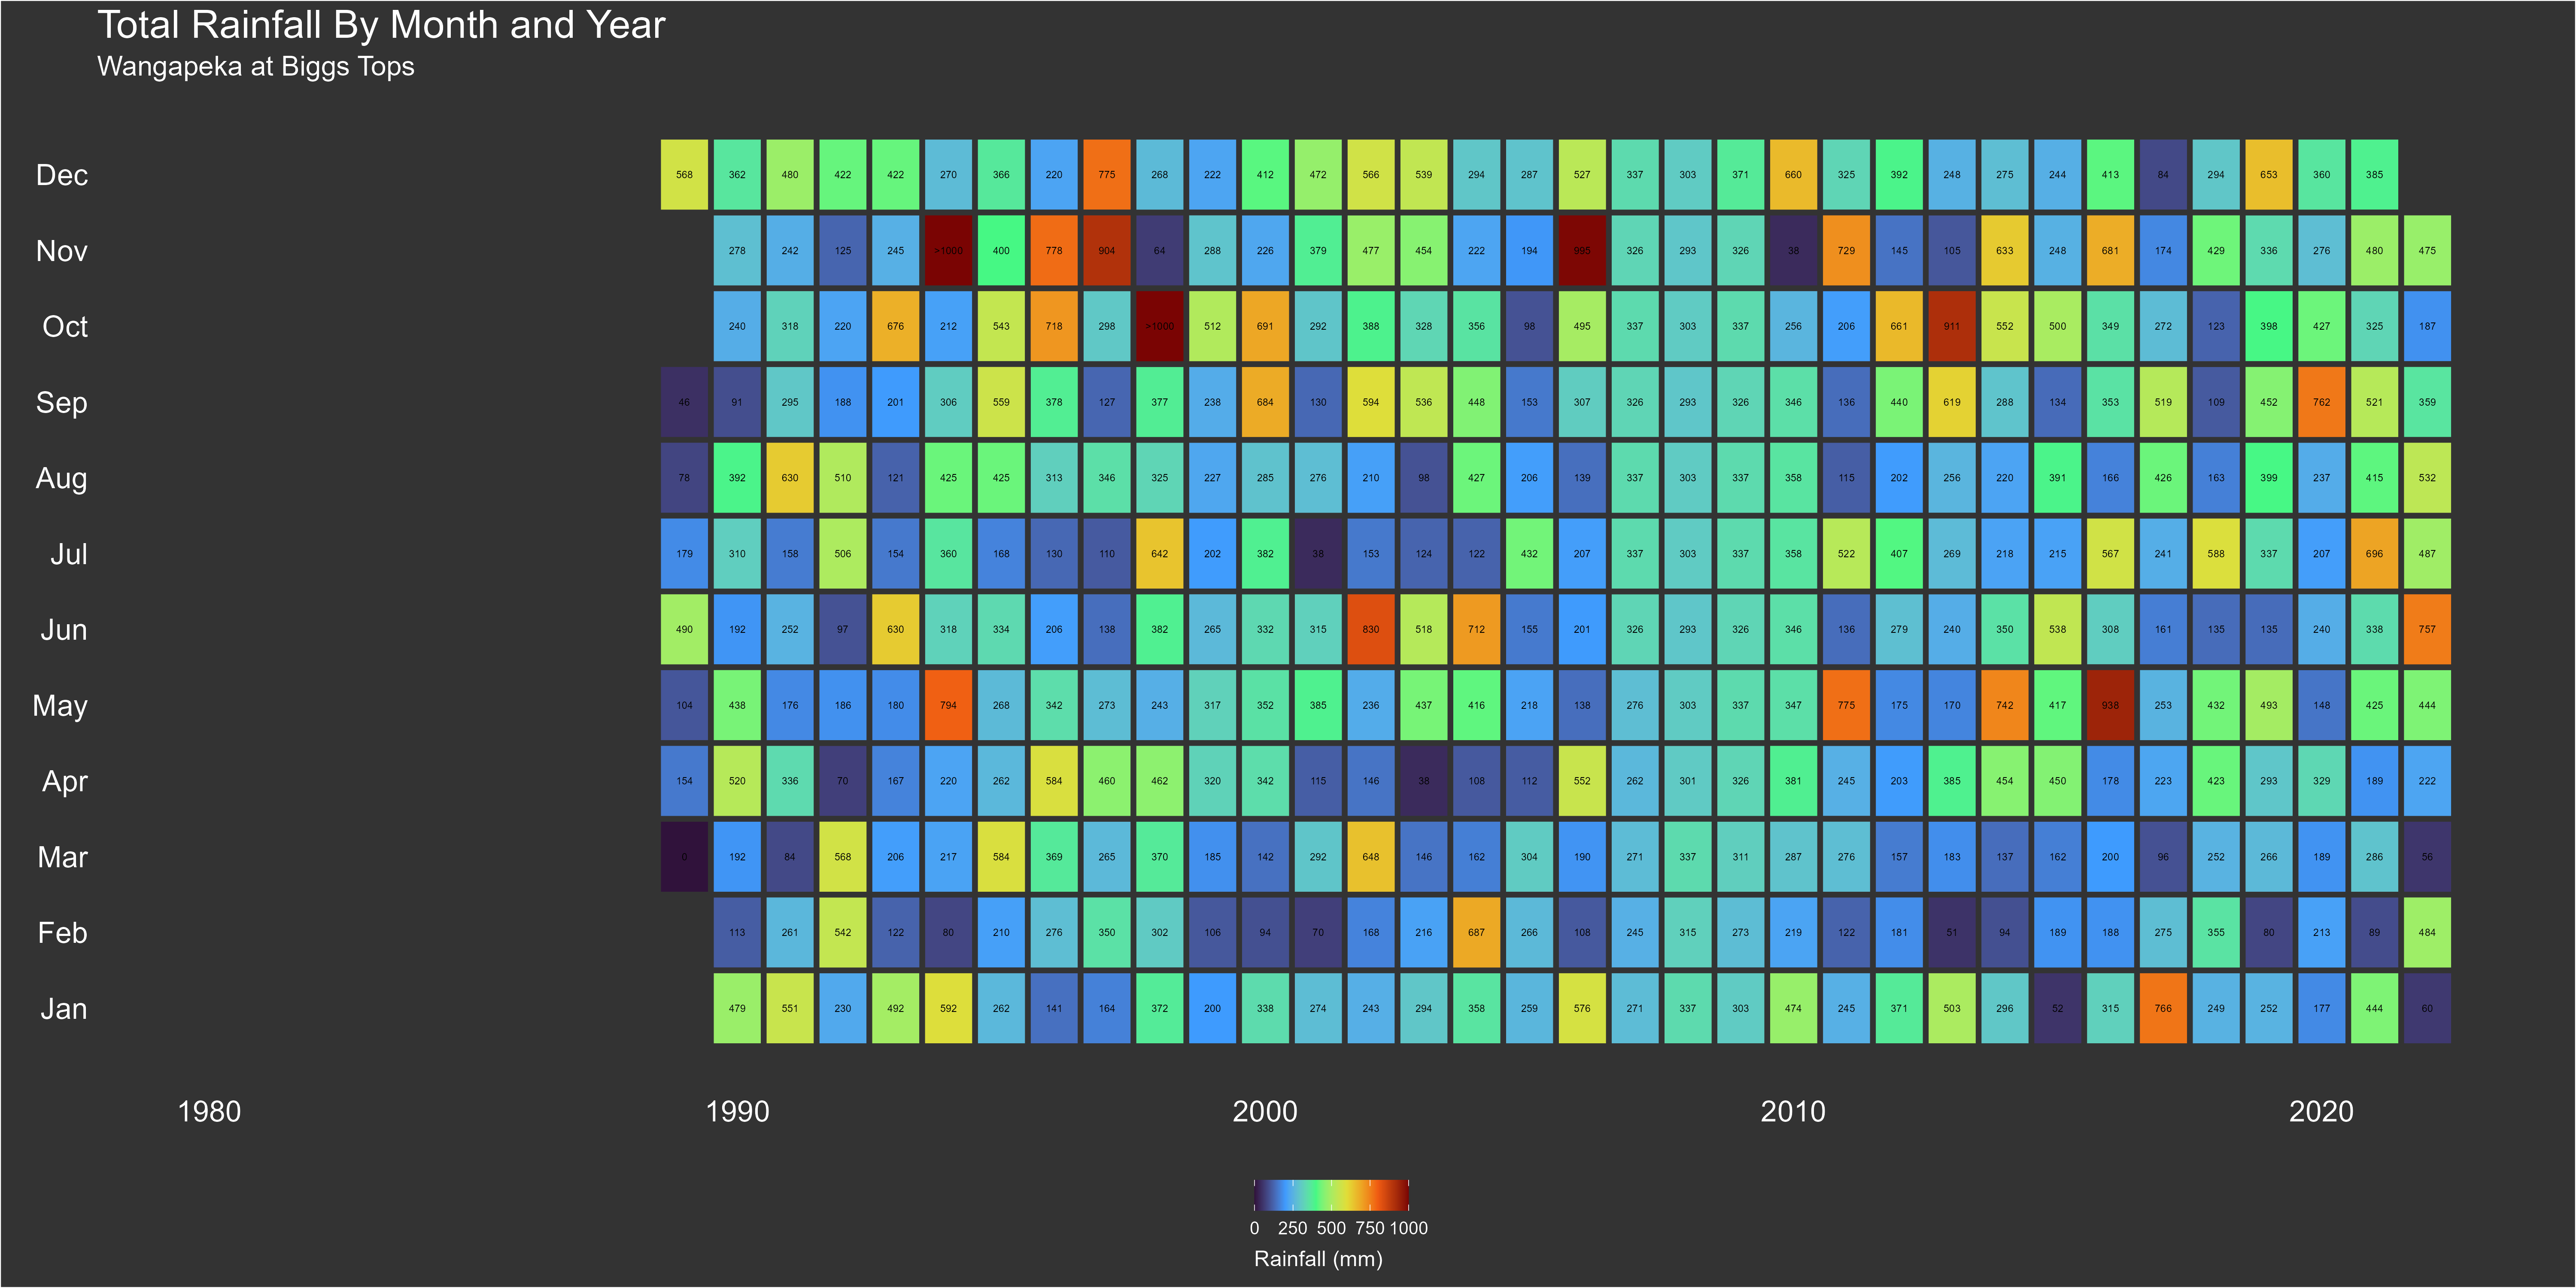 Total Rainfall By Month and Year
Wangapeka at Biggs Tops
Dec 568 362 480 422 422 270 366 220 775 268 222 412 472 566 539 294 287 527 337 303 371 660 325 392 248 275 244 413 84 294 653 360 385
Nov 278 242 125 245 >1000 400 778 904 64 288 226 379 477 454 222 194 995 326 293 326 38 729 145 105 633 248 681 174 429 336 276 480 475
Oct 240 318 220 676 212 543 718 298 >1000 512 691 292 388 328 356 98 495 337 303 337 256 206 661 911 552 500 349 272 123 398 427 325 187
Sep 46 91 295 188 201 306 559 378 127 377 238 684 130 594 536 448 153 307 326 293 326 346 136 440 619 288 134 353 519 109 452 762 521 359
Aug 78 392 630 510 121 425 425 313 346 325 227 285 276 210 98 427 206 139 337 303 337 358 115 202 256 220 391 166 426 163 399 237 415 532
Jul 179 310 158 506 154 360 168 130 110 642 202 382 38 153 124 122 432 207 337 303 337 358 522 407 269 218 215 567 241 588 337 207 696 487
Jun 490 192 252 97 630 318 334 206 138 382 265 332 315 830 518 712 155 201 326 293 326 346 136 279 240 350 538 308 161 135 135 240 338 757
May 104 438 176 186 180 794 268 342 273 243 317 352 385 236 437 416 218 138 276 303 337 347 775 175 170 742 417 938 253 432 493 148 425 444
Apr 154 520 336 70 167 220 262 584 460 462 320 342 115 146 38 108 112 552 262 301 326 381 245 203 385 454 450 178 223 423 293 329 189 222
Mar 0 192 84 568 206 217 584 369 265 370 185 142 292 648 146 162 304 190 271 337 311 287 276 157 183 137 162 200 96 252 266 189 286 56
Feb 113 261 542 122 80 210 276 350 302 106 94 70 168 216 687 266 108 245 315 273 219 122 181 51 94 189 188 275 355 80 213 89 484
Jan 479 551 230 492 592 262 141 164 372 200 338 274 243 294 358 259 576 271 337 303 474 245 371 503 296 52 315 766 249 252 177 444 60
1980 1990 2000 2010 2020
0 250 500 750 1000
Rainfall (mm)